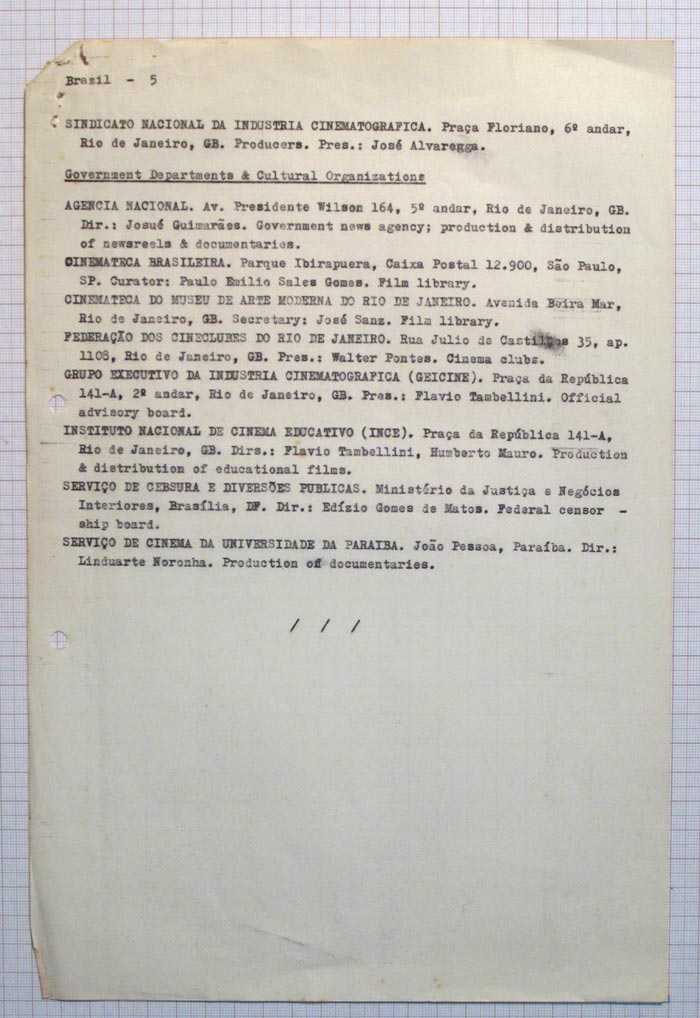 Brazil - 5
SINDICATO NACIONAL DA INDUSTRIA CINEMATOGRAFICA. Praça Floriano, 6º andar,
Rio de Janeiro, GB. Producers. Pres.: José Alvarenga.
Government Departments & Cultural Organizations
AGENCIA NACIONAL. Av. Presidente Wilson 164, 5º andar, Rio de Janeiro, GB.
Dir.: Josué Guimarães. Government news agency; production & distribution
of newsreels & documentaries.
CINEMATECA BRASILEIRA. Parque Ibirapuera, Caixa Postal 12.900, São Paulo,
SP. Curator: Paulo Emilio Sales Gomes. Film library.
CINEMATECA DO MUSEU DE ARTE MODERNA DO RIO DE JANEIRO. Avenida Beira Mar,
Rio de Janeiro, GB. Secretary: José Sanz. Film library.
FEDERAÇÃO DOS CINECLUBES DO RIO DE JANEIRO. Rua Julio de 35, ap.
1108, Rio de Janeiro, GB. Pres.: Walter Pontes. Cinema clubs.
GRUPO EXECUTIVO DA INDUSTRIA CINEMATOGRAFICA (GEICINE). Praça da República
141-A, 2º andar, Rio de Janeiro, GB. Pres.: Flavio Tambellini. Official
advisory board.
INSTITUTO NACIONAL DE CINEMA EDUCATIVO (INCE). Praça da República 141-A,
Rio de Janeiro, GB. Dirs.: Flavio Tambellini, Humberto Mauro. Production
& distribution of educational films.
SERVIÇO DE CEBSURA E DIVERSÕES PUBLICAS. Ministério da Justiça e Negócios
Interiores, Brasília, DF. Dir.: Edízio Gomes de Matos. Federal censor -
ship board.
SERVIÇO DE CINEMA DA UNIVERSIDADE DA PARAIBA. João Pessoa, Paraíba. Dir.:
Linduarte Noronha. Production of documentaries.
/ / /